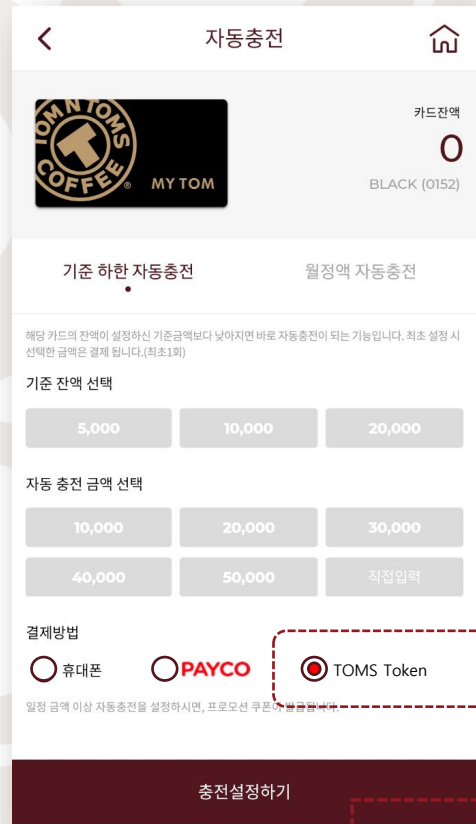 자동충전
TOMNTOMS
COFFEE
T
®
MY TOM
카드잔액
0
BLACK (0152)
기준 하한 자동충전 월정액 자동충전
해당 카드의 잔액이 설정하신 기준금액보다 낮아지면 바로 자동충전이 되는 기능입니다. 최초 설정 시
선택한 금액은 결제 됩니다.(최초1회)
기준 잔액 선택
5,000 10,000 20,000
자동 충전 금액 선택
10,000 20,000 30,000
40,000 50,000 직접입력
결제방법
휴대폰 PAYCO TOMS Token
일정 금액 이상 자동충전을 설정하시면, 프로모션 쿠폰이 발급됩니다.
충전설정하기